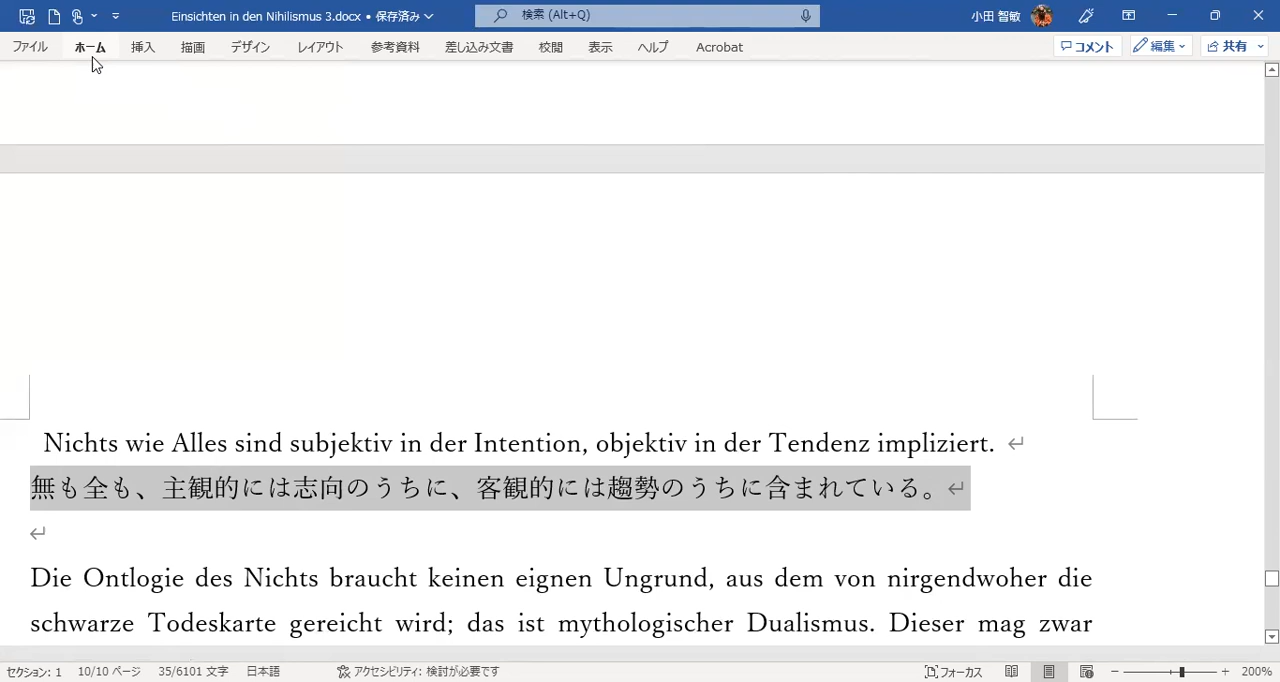 Einsichten in den Nihilismus 3.docx • 保存済み
検索 (Alt+Q)
小田 智敏
ファイル ホーム 挿入 描画 デザイン レイアウト 参考資料 差し込み文書 校閲 表示 ヘルプ Acrobat
コメント 編集 共有
Nichts wie Alles sind subjektiv in der Intention, objektiv in der Tendenz impliziert.
無も全も、主観的には志向のうちに、客観的には趨勢のうちに含まれている。
Die Ontlogie des Nichts braucht keinen eignen Ungrund, aus dem von nirgendwoher die
schwarze Todeskarte gereicht wird; das ist mythologischer Dualismus. Dieser mag zwar
セクション: 1 10/10 ページ 35/6101 文字 日本語 アクセシビリティ: 検討が必要です フォーカス 200%